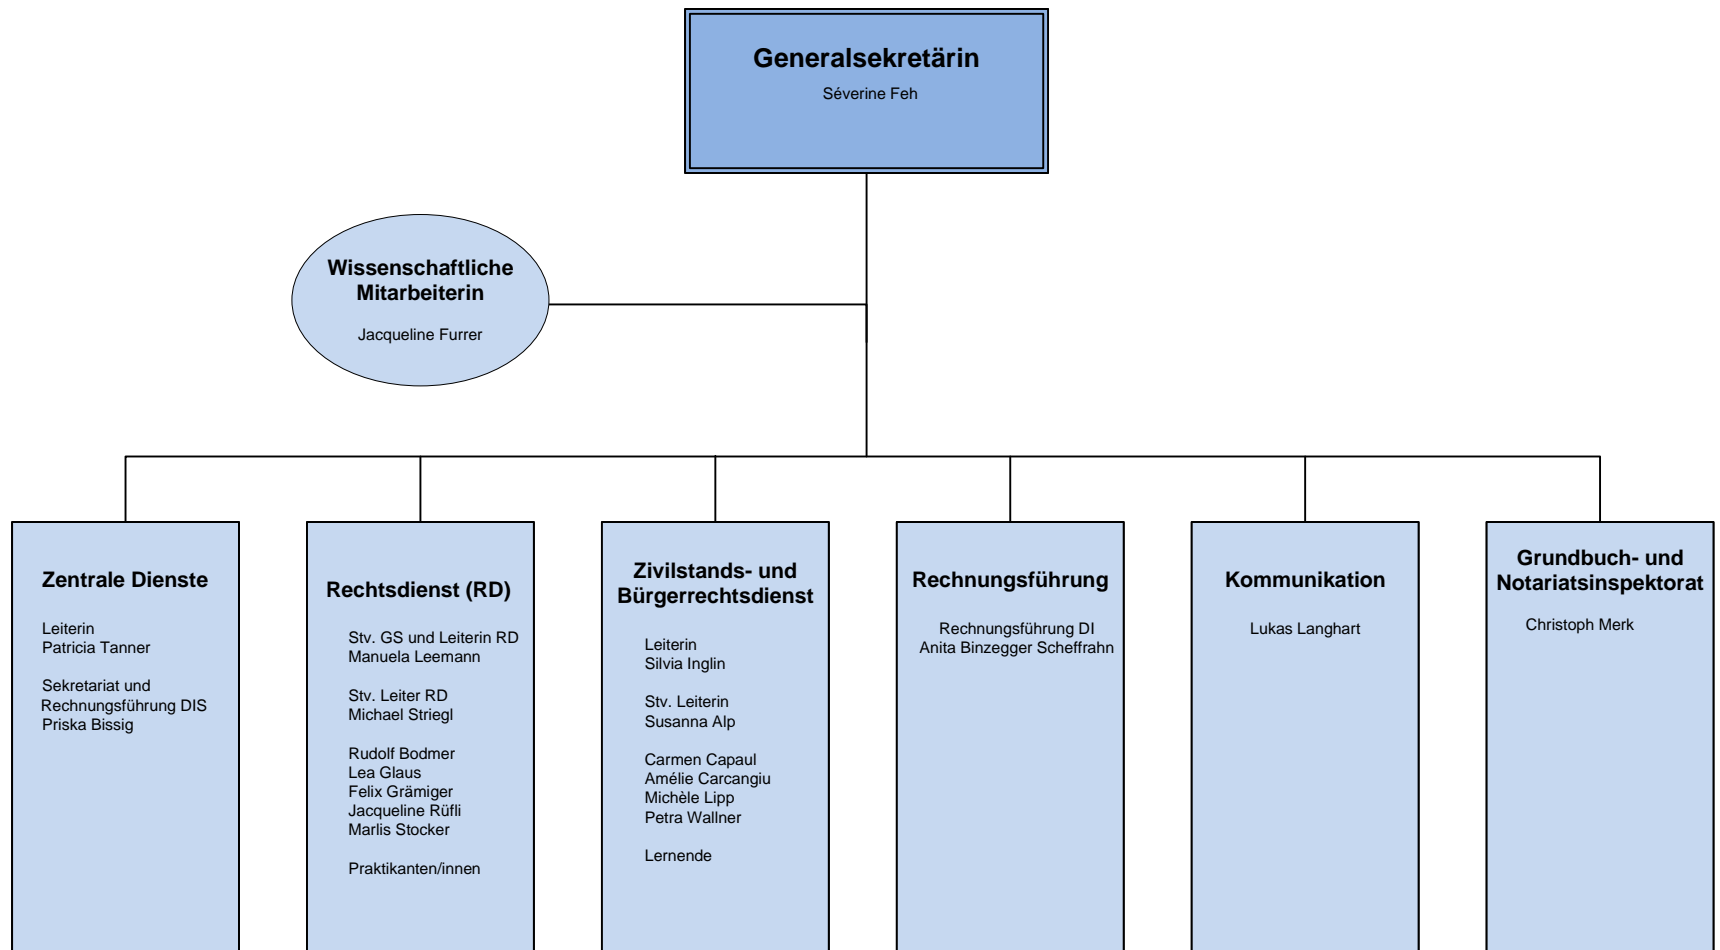 Generalsekretärin
Séverine Feh
Wissenschaftliche
Mitarbeiterin
Jacqueline Furrer
Zentrale Dienste
Leiterin
Patricia Tanner
Sekretariat und
Rechnungsführung DIS
Priska Bissig
Rechtsdienst (RD)
Stv. GS und Leiterin RD
Manuela Leemann
Stv. Leiter RD
Michael Striegl
Rudolf Bodmer
Lea Glaus
Felix Grämiger
Jacqueline Rüfli
Marlis Stocker
Praktikanten/innen
Zivilstands- und
Bürgerrechtsdienst
Leiterin
Silvia Inglin
Stv. Leiterin
Susanna Alp
Carmen Capaul
Amélie Carcangiu
Michèle Lipp
Petra Wallner
Lernende
Rechnungsführung
Rechnungsführung DI
Anita Binzegger Scheffrahn
Kommunikation
Lukas Langhart
Grundbuch- und
Notariatsinspektorat
Christoph Merk